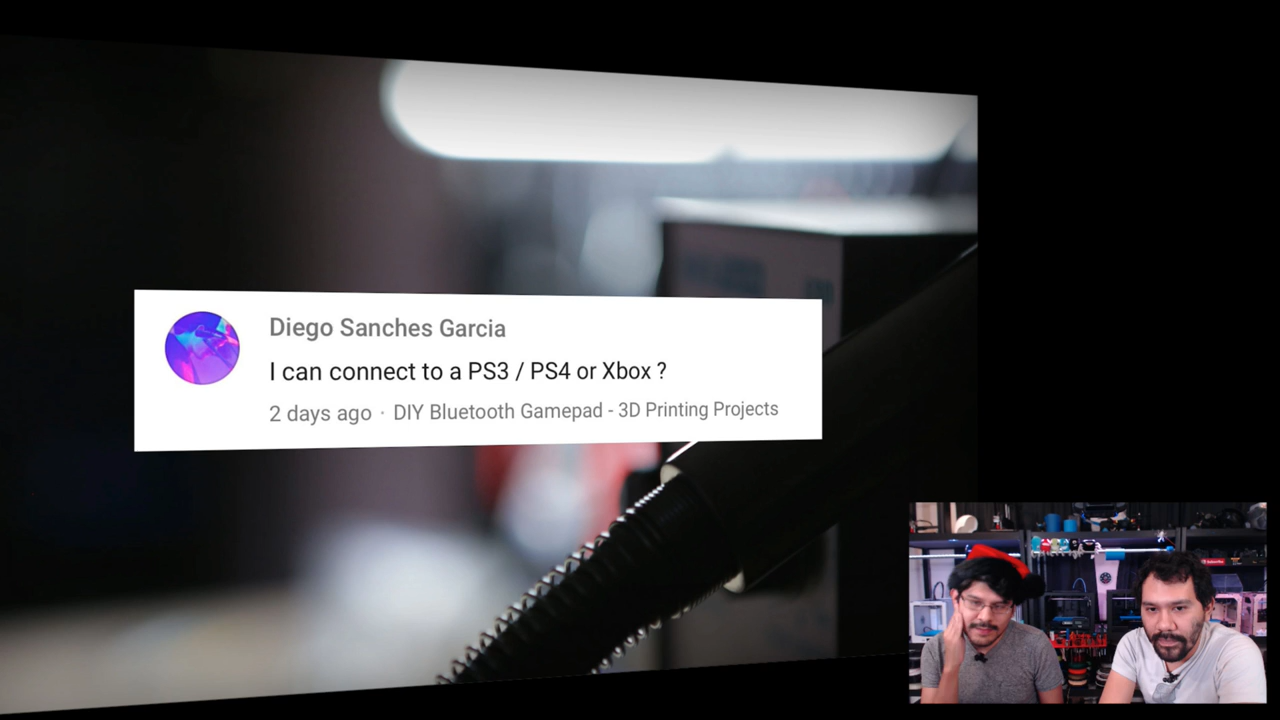 Diego Sanches Garcia
I can connect to a PS3 / PS4 or Xbox ?
2 days ago · DIY Bluetooth Gamepad - 3D Printing Projects